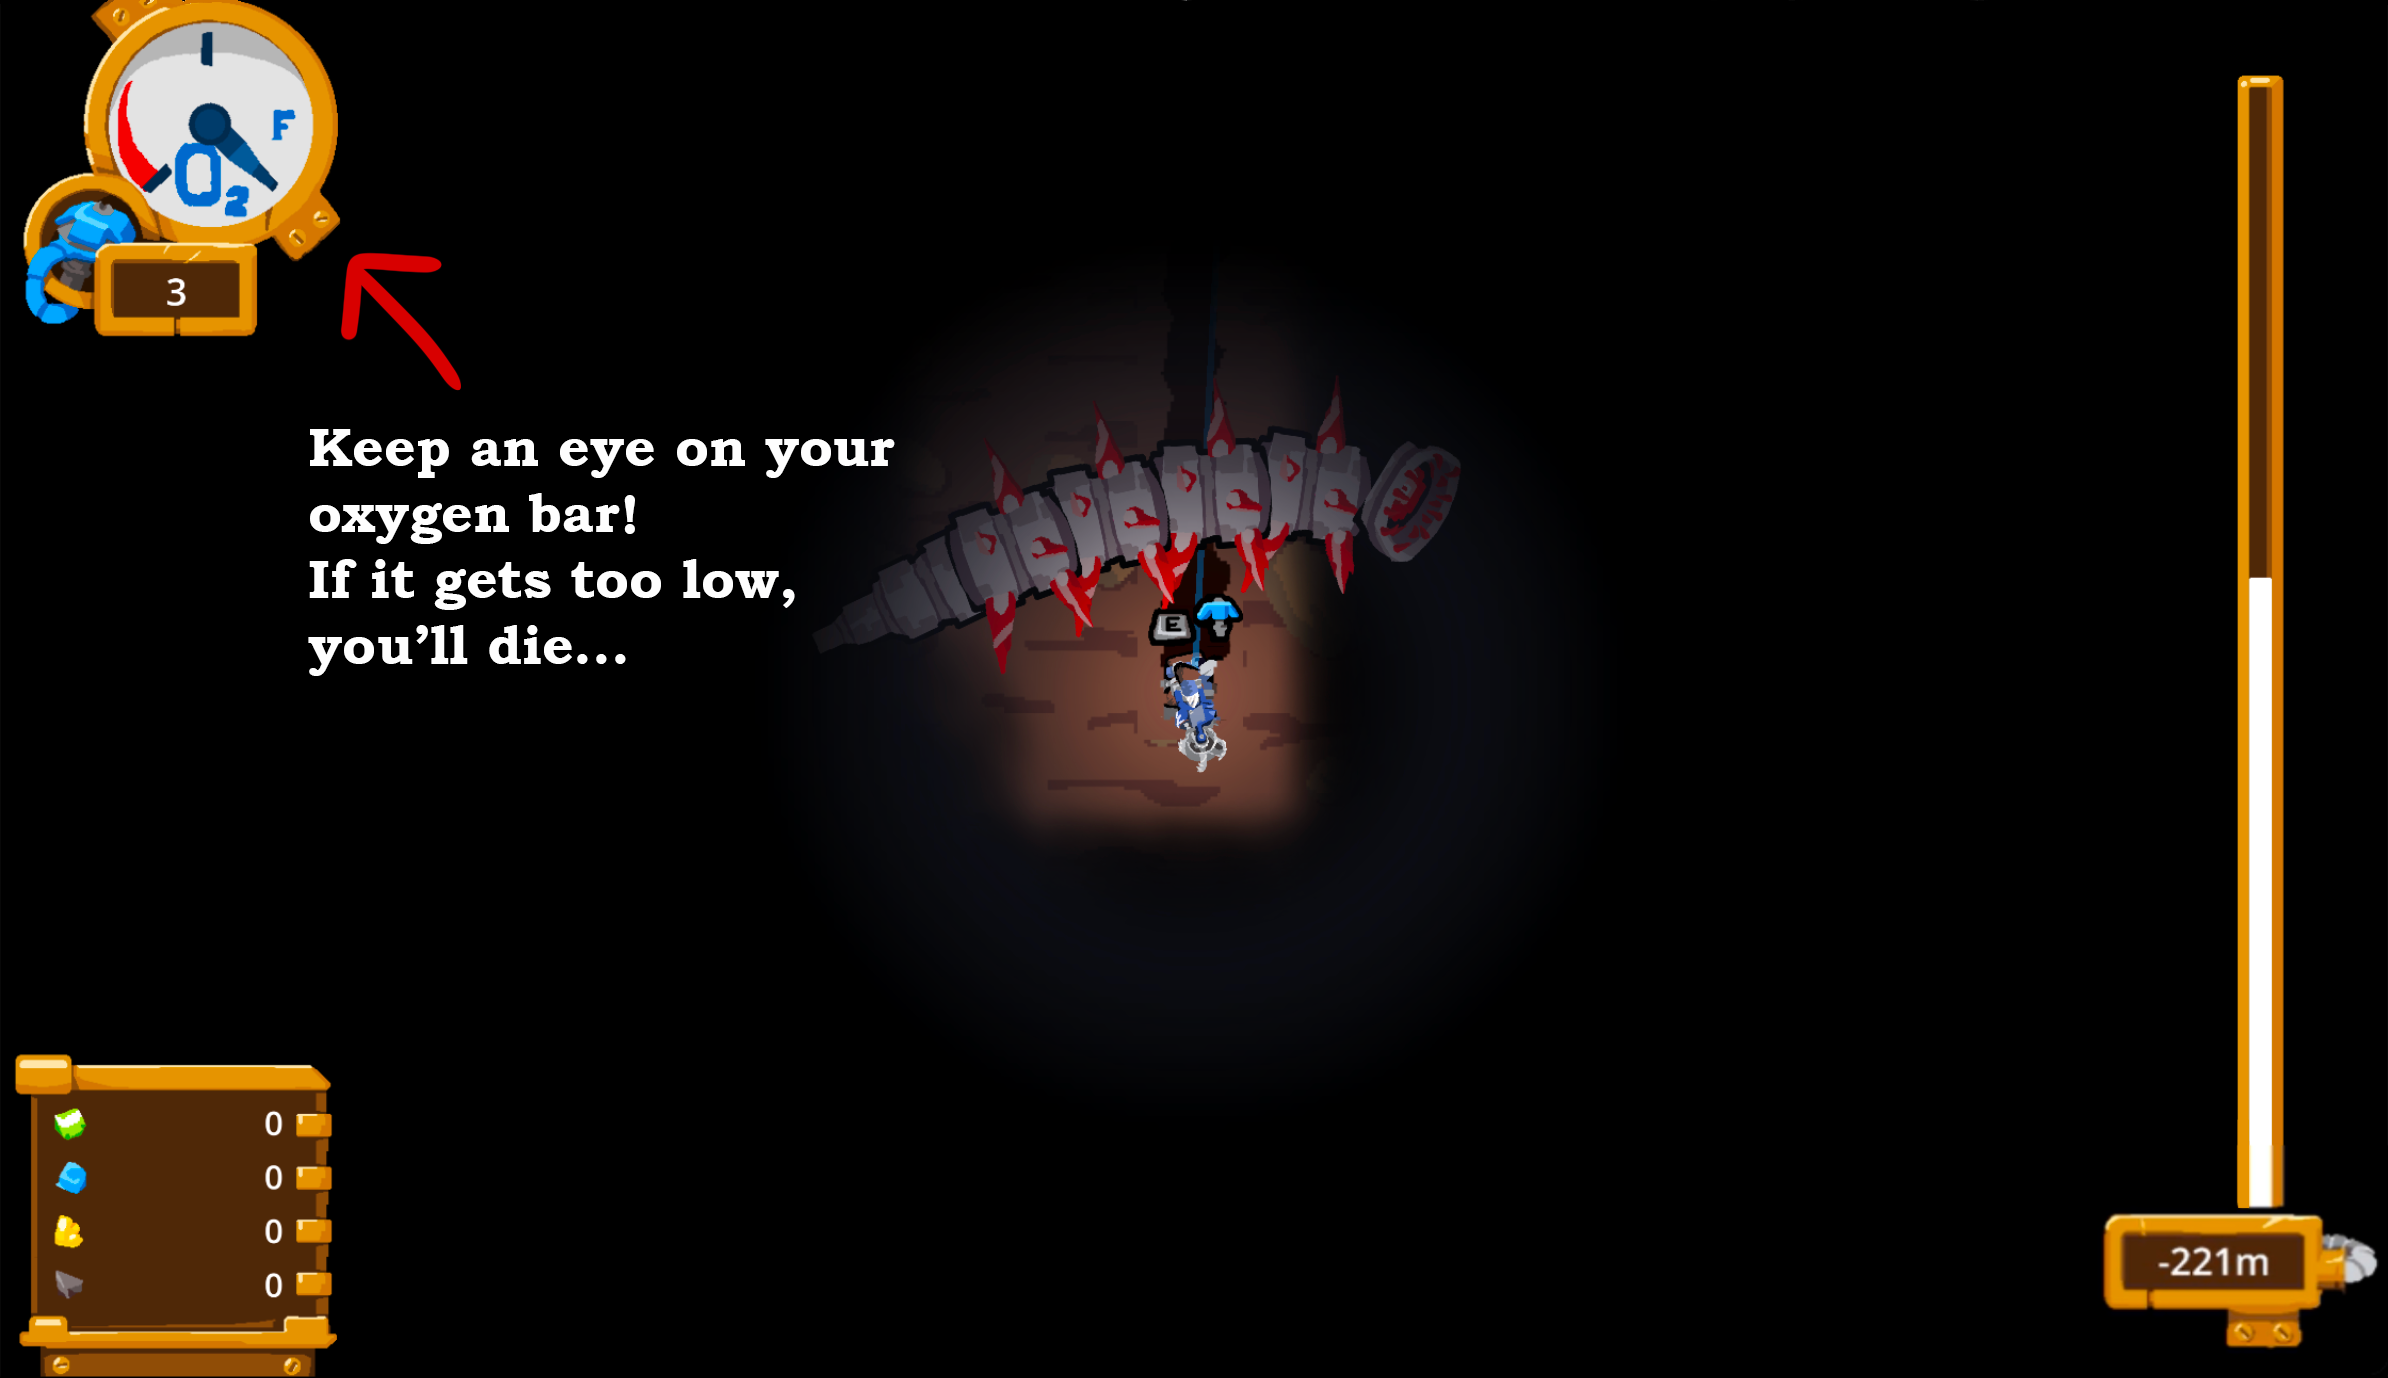 F
O2
3
Keep an eye on your
oxygen bar!
If it gets too low,
you’ll die...
E
0
0
0
0
-221m